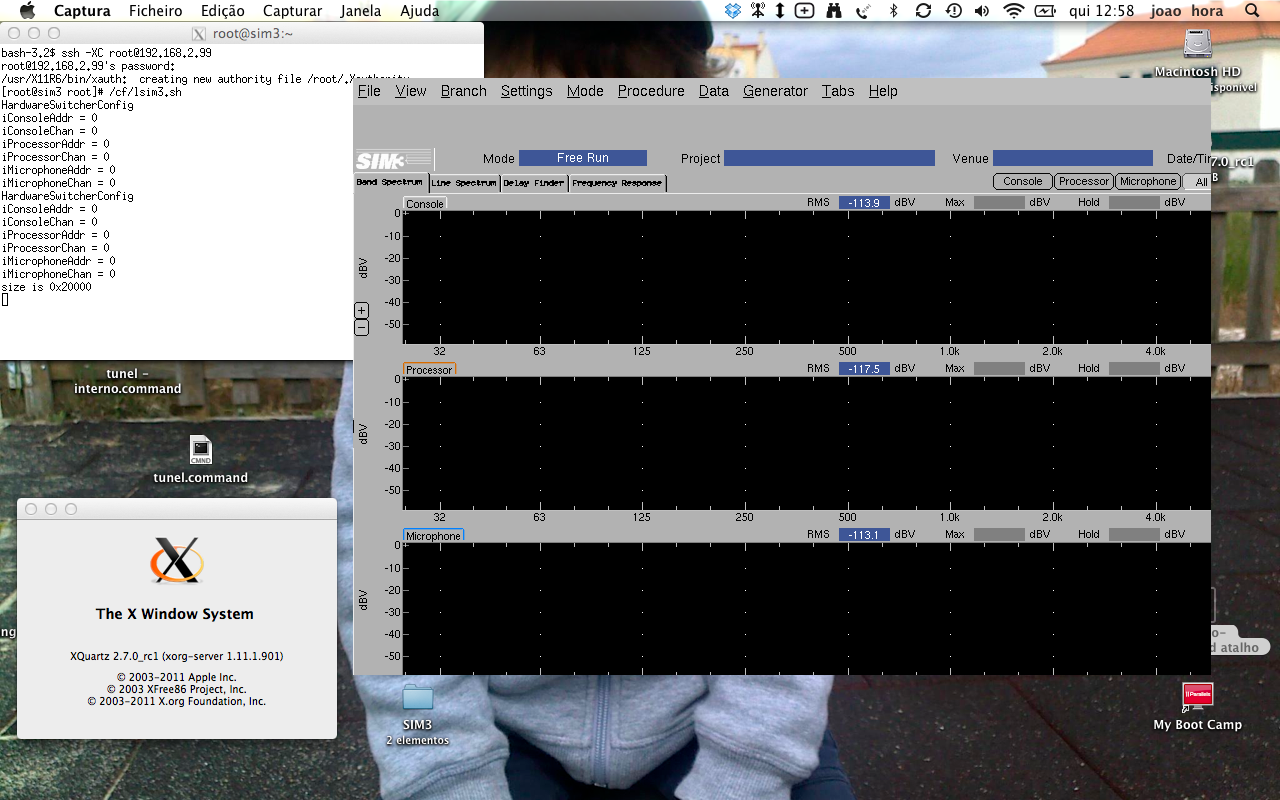 Captura Ficheiro Edição Capturar Janela Ajuda qui 12:58 joao hora
root@sim3:~
bash-3.2$ ssh -XC root@192.168.2.99
root@192.168.2.99's password:
/usr/X11R6/bin/xauth: creating new authority file /root/.Xauthority
[root@sim3 root]# /cf/lsim3.sh
HardwareSwitcherConfig
iConsoleAddr = 0
iConsoleChan = 0
iProcessorAddr = 0
iProcessorChan = 0
iMicrophoneAddr = 0
iMicrophoneChan = 0
HardwareSwitcherConfig
iConsoleAddr = 0
iConsoleChan = 0
iProcessorAddr = 0
iProcessorChan = 0
iMicrophoneAddr = 0
iMicrophoneChan = 0
size is 0x20000
File View Branch Settings Mode Procedure Data Generator Tabs Help
SIM3 Mode Free Run Project Venue Date/Tir
Band Spectrum Line Spectrum Delay Finder Frequency Response Console Processor Microphone All
Console RMS -113.9 dBV Max dBV Hold dBV
0
-10
-20
dBV
-30
-40
+
-50
−
32 63 125 250 500 1.0k 2.0k 4.0k
Processor RMS -117.5 dBV Max dBV Hold dBV
0
-10
-20
dBV
-30
-40
-50
32 63 125 250 500 1.0k 2.0k 4.0k
Microphone RMS -113.1 dBV Max dBV Hold dBV
0
-10
-20
dBV
-30
-40
-50
Macintosh HD
isponível
7.0_rc1
B
tunel -
interno.command
CMND
tunel.command
X
The X Window System
XQuartz 2.7.0_rc1 (xorg-server 1.11.1.901)
© 2003-2011 Apple Inc.
© 2003 XFree86 Project, Inc.
© 2003-2011 X.org Foundation, Inc.
ng
SIM3
2 elementos
o-
d atalho
Parallels
My Boot Camp